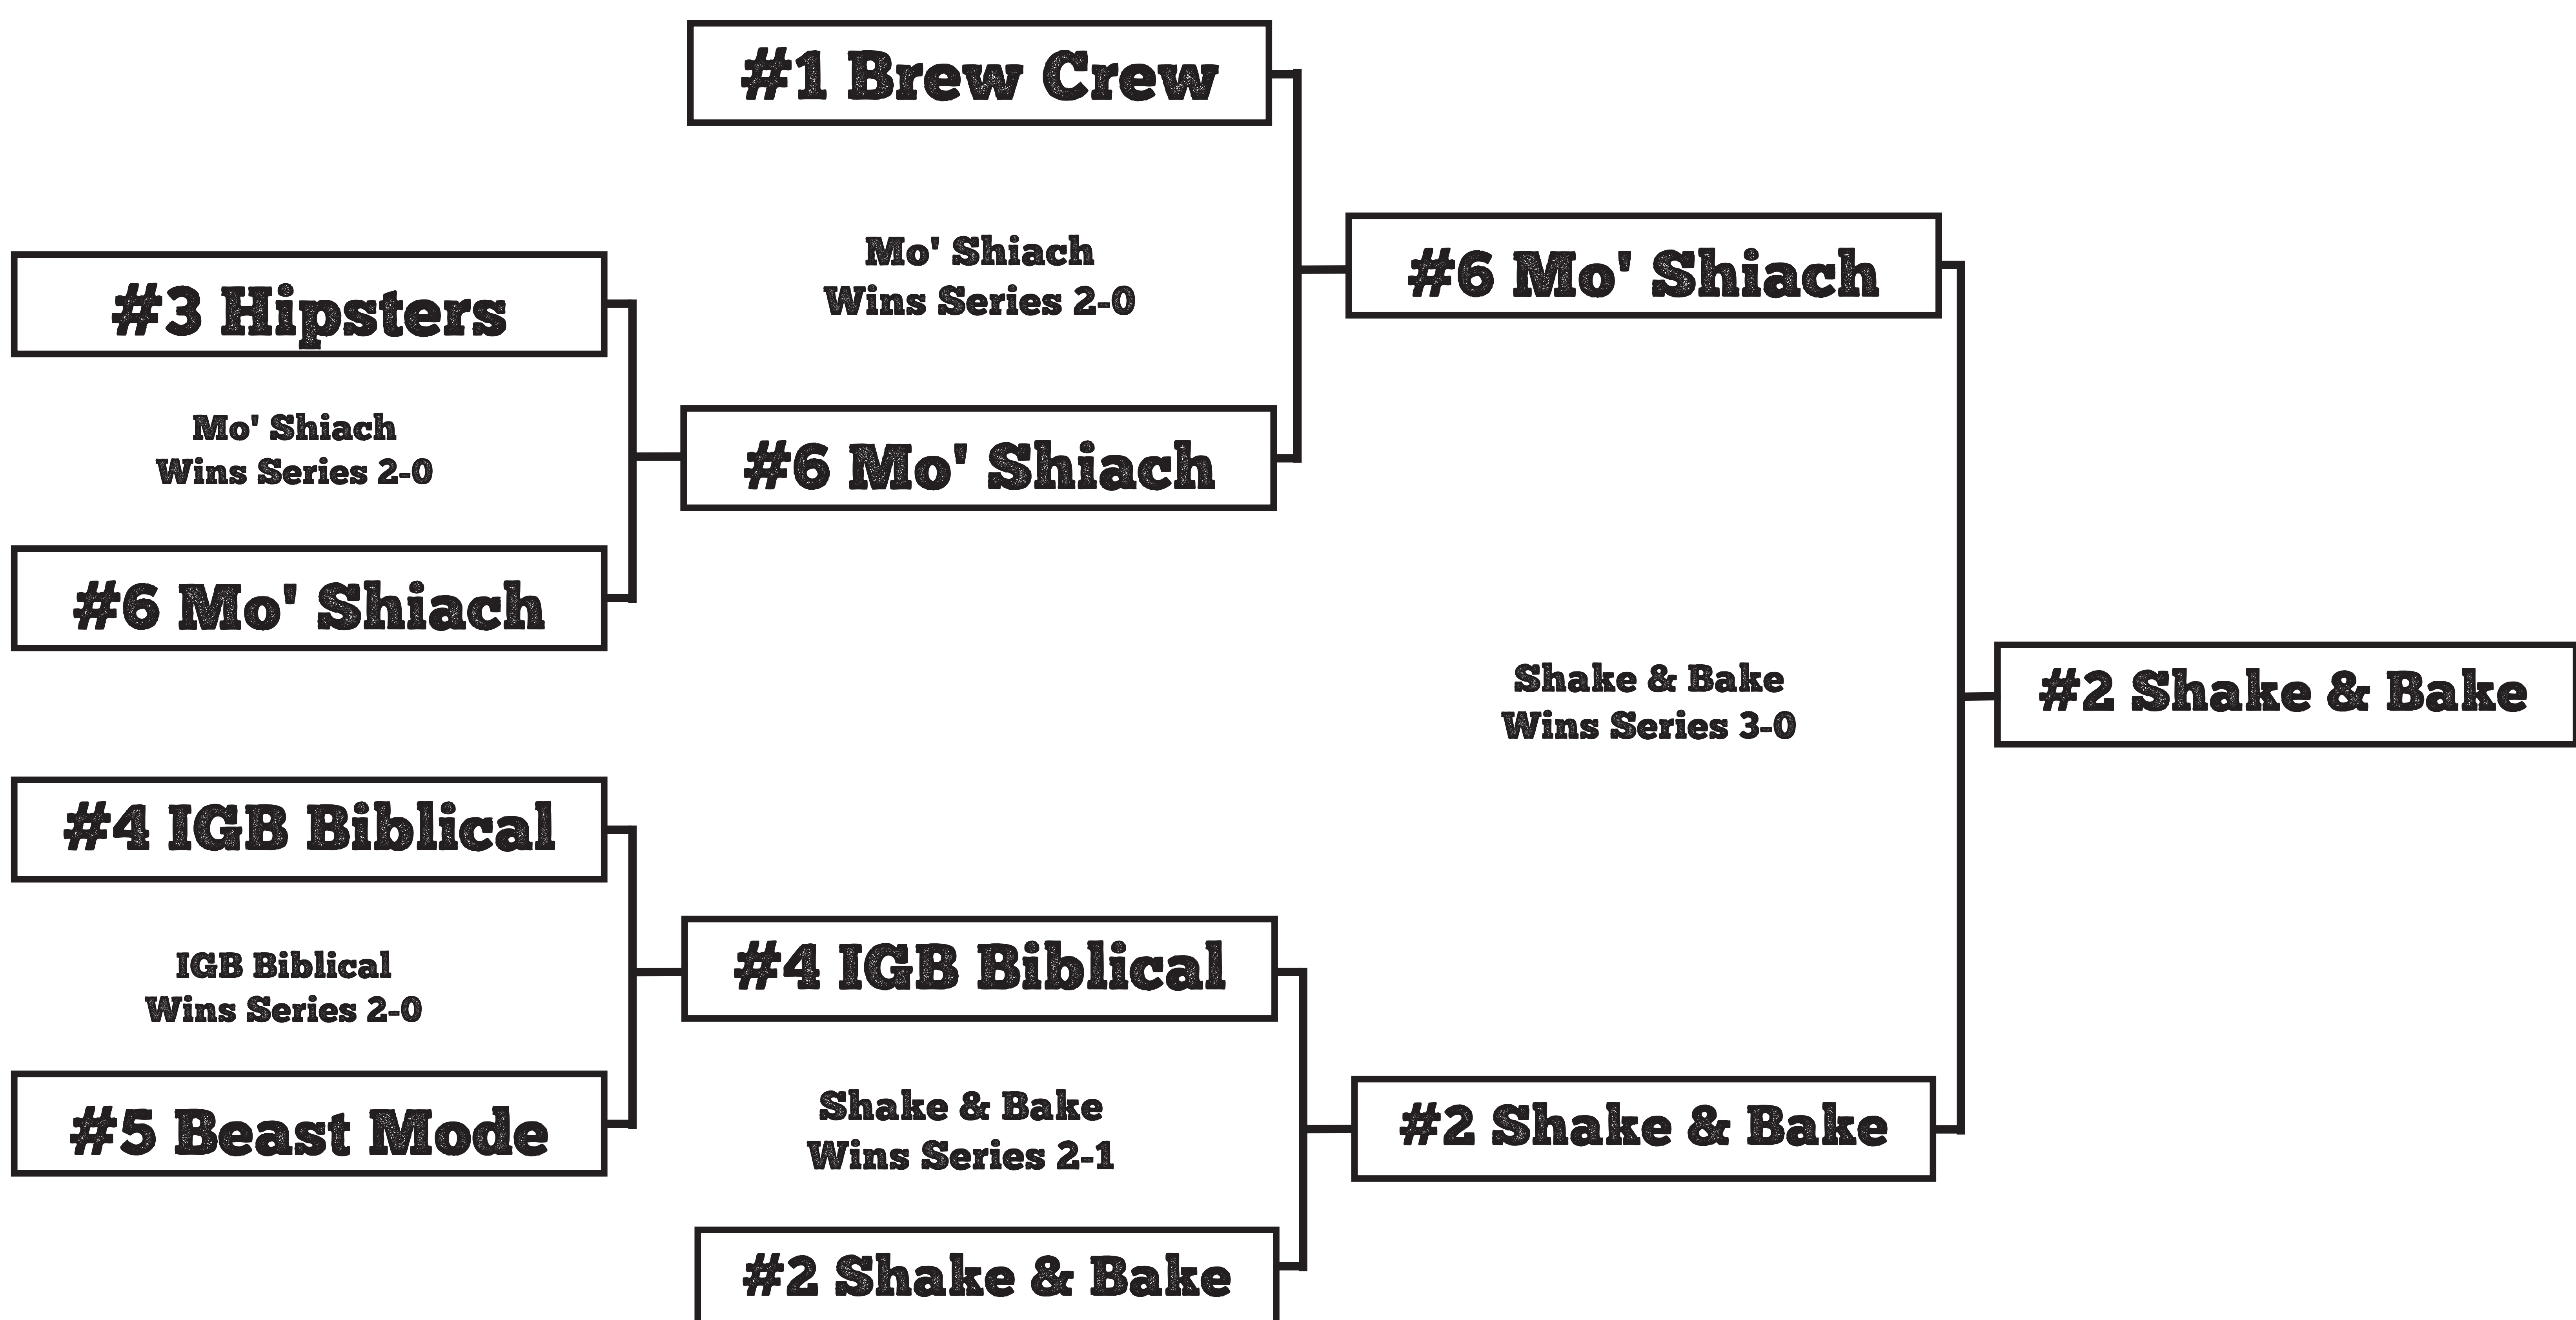 #1 Brew Crew
Mo' Shiach
Wins Series 2-0
#6 Mo' Shiach
#3 Hipsters
Mo' Shiach
Wins Series 2-0
#6 Mo' Shiach
#6 Mo' Shiach
Shake & Bake
Wins Series 3-0
#2 Shake & Bake
#4 IGB Biblical
IGB Biblical
Wins Series 2-0
#5 Beast Mode
#4 IGB Biblical
Shake & Bake
Wins Series 2-1
#2 Shake & Bake
#2 Shake & Bake